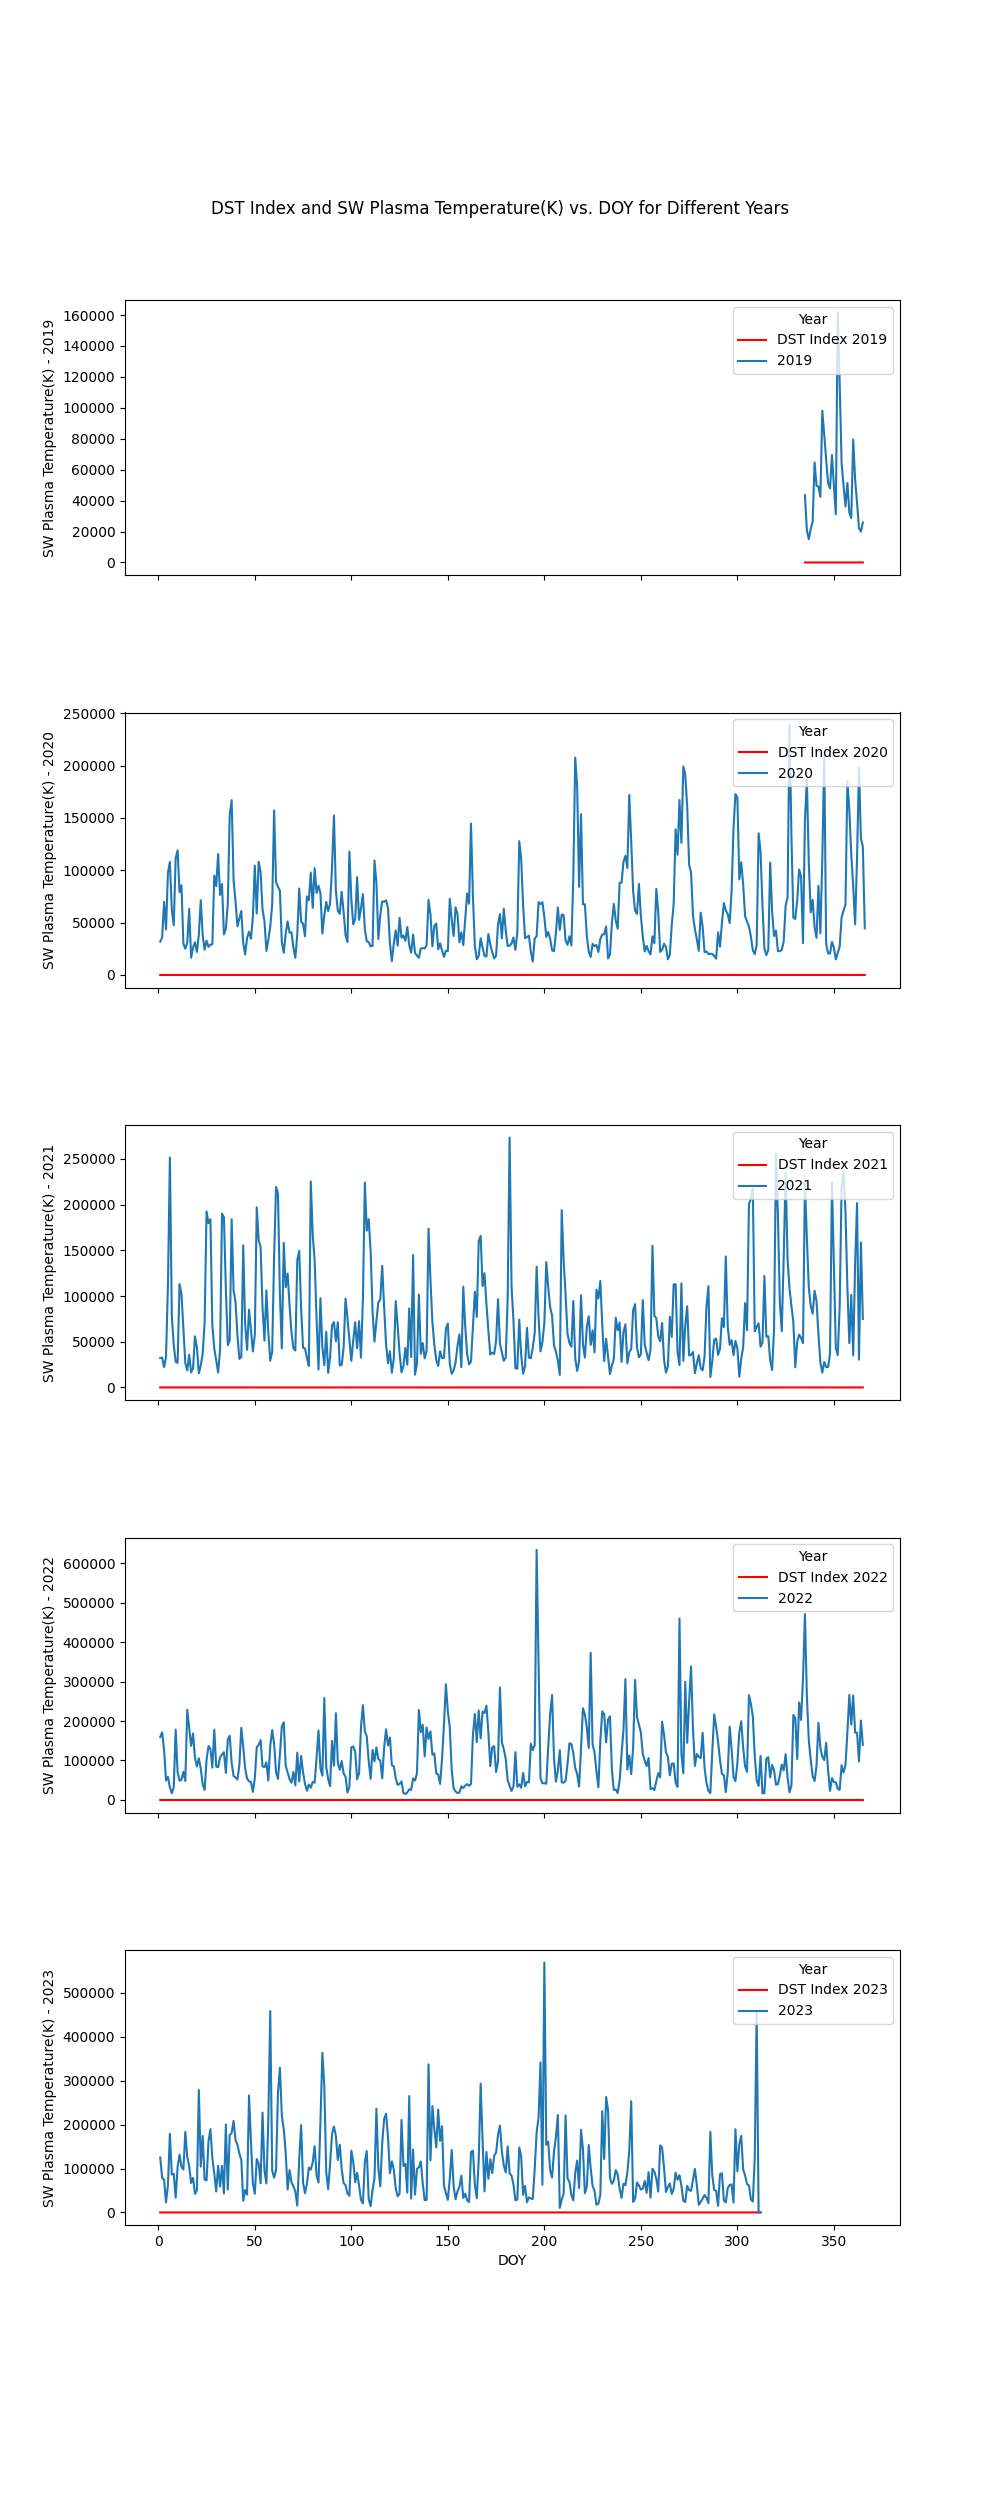 DST Index and SW Plasma Temperature(K) vs. DOY for Different Years
SW Plasma Temperature(K) - 2019
160000
140000
120000
100000
80000
60000
40000
20000
0
Year
DST Index 2019
2019
SW Plasma Temperature(K) - 2020
250000
200000
150000
100000
50000
0
Year
DST Index 2020
2020
SW Plasma Temperature(K) - 2021
250000
200000
150000
100000
50000
0
Year
DST Index 2021
2021
SW Plasma Temperature(K) - 2022
600000
500000
400000
300000
200000
100000
0
Year
DST Index 2022
2022
SW Plasma Temperature(K) - 2023
500000
400000
300000
200000
100000
0
Year
DST Index 2023
2023
0 50 100 150 200 250 300 350
DOY